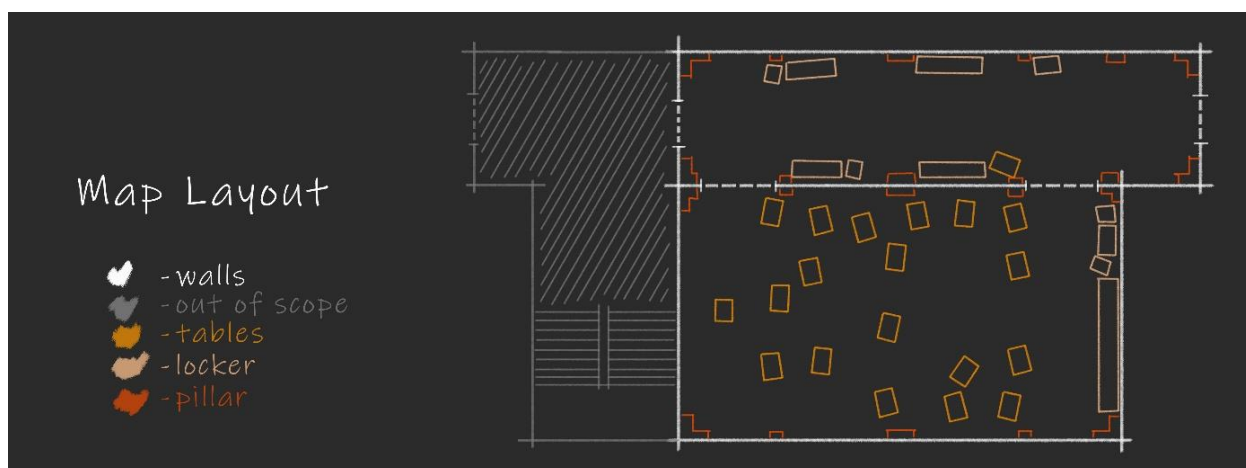 Map Layout
-walls
-out of scope
-tables
-locker
-pillar